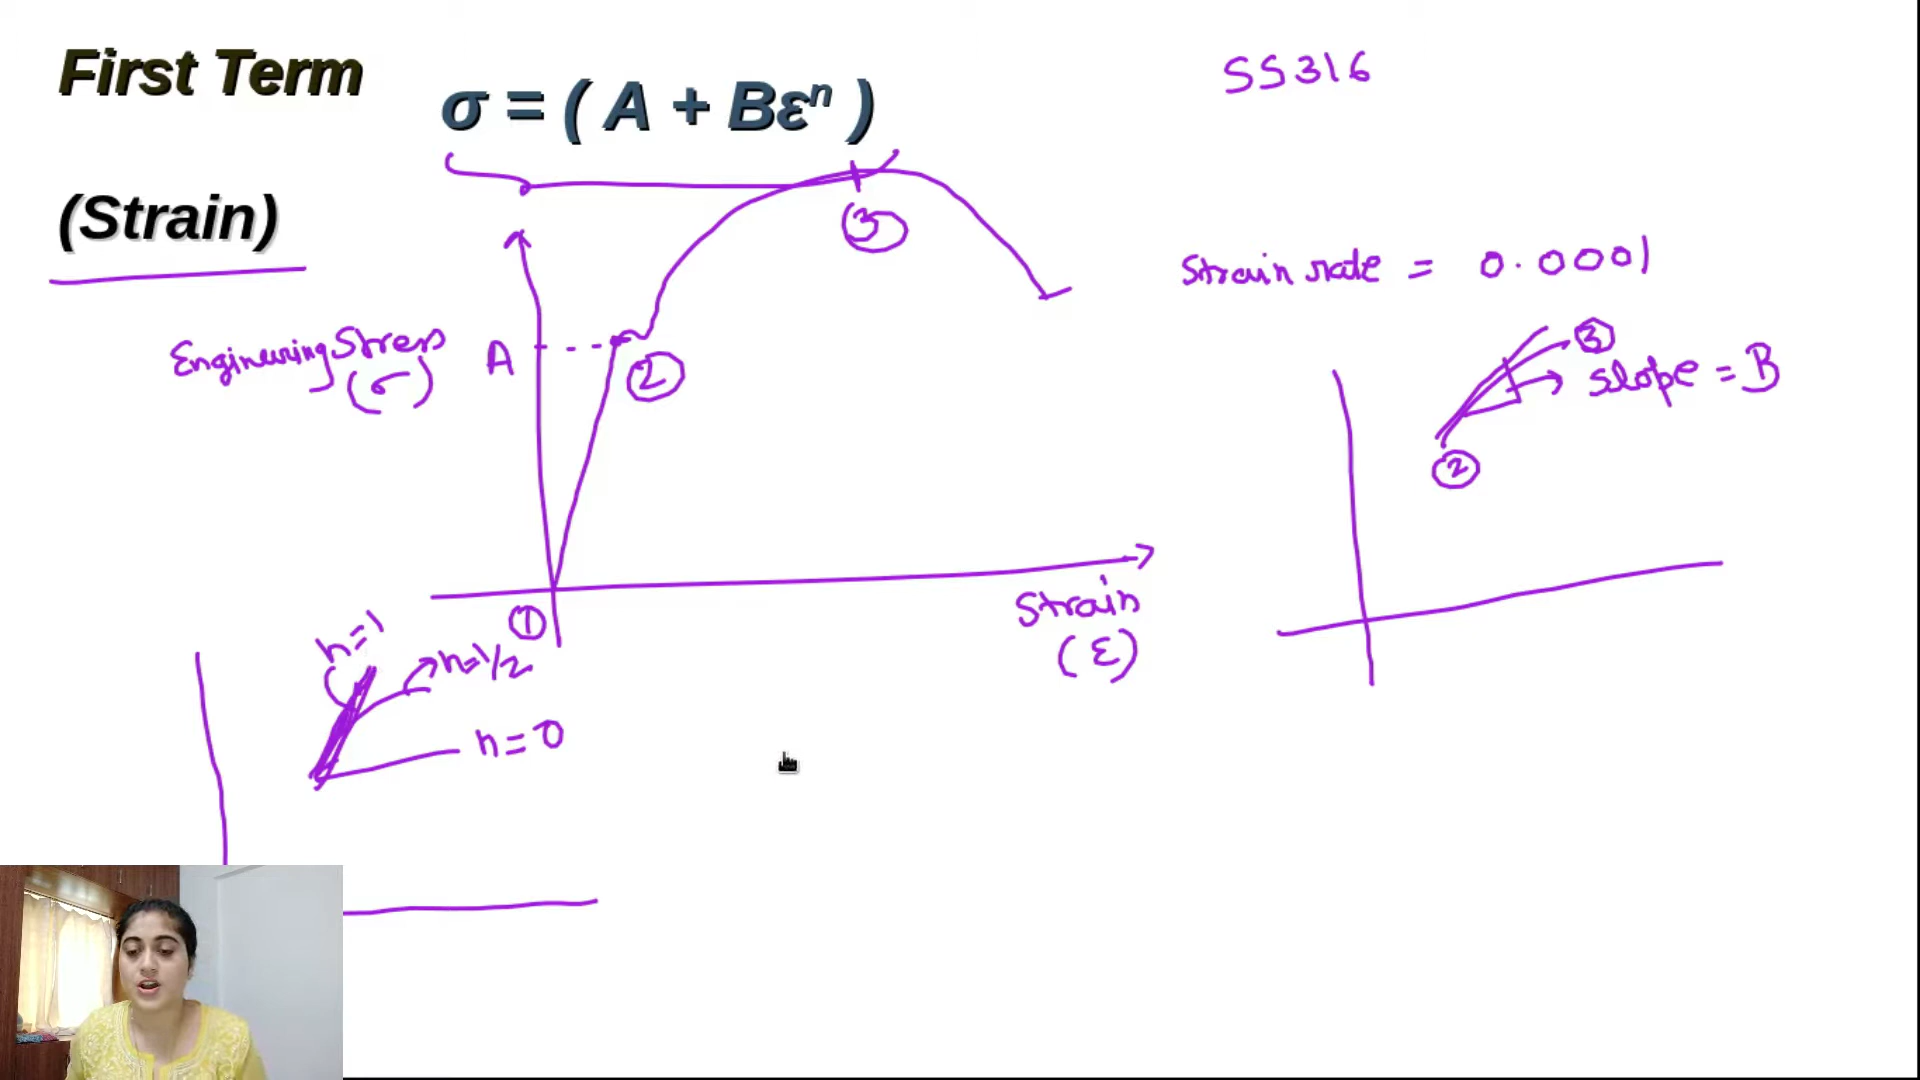 First Term
σ = ( A + Bεⁿ )
(Strain)
SS316
3
Strain rate = 0.0001
Engineering Stress
(σ)
A
2
3
slope = B
2
1
Strain
(ε)
n=1
n=1/2
n=0